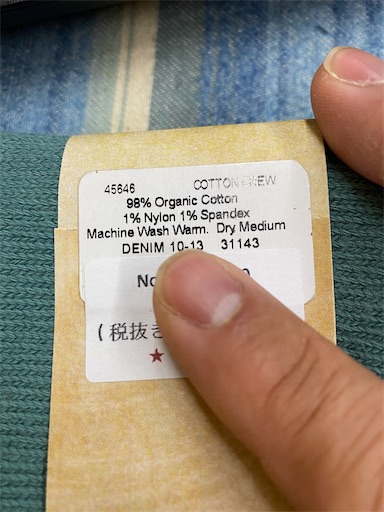 45646 COTTON CREW
98% Organic Cotton
1% Nylon 1% Spandex
Machine Wash Warm. Dry Medium
DENIM 10-13 31143
(税抜き
★